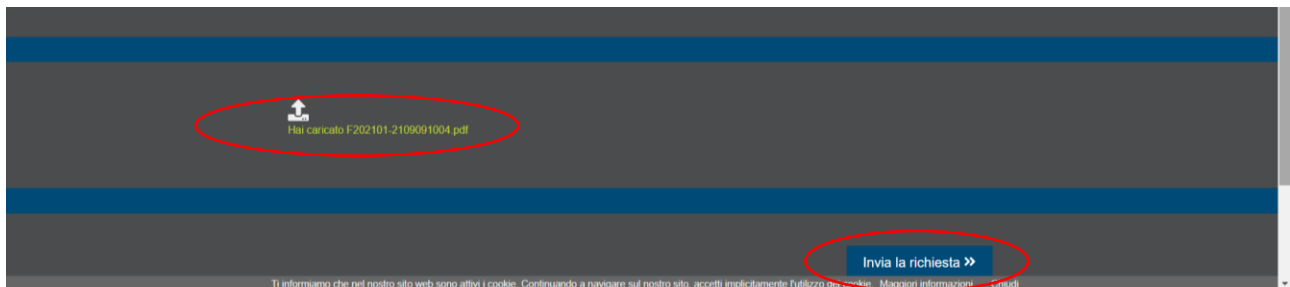 Hai caricato F202101-2109091004.pdf
Invia la richiesta »
Ti informiamo che nel nostro sito web sono attivi i cookie. Continuando a navigare sul nostro sito, accetti implicitamente l'utilizzo dei cookie. Maggiori informazioni Chiudi